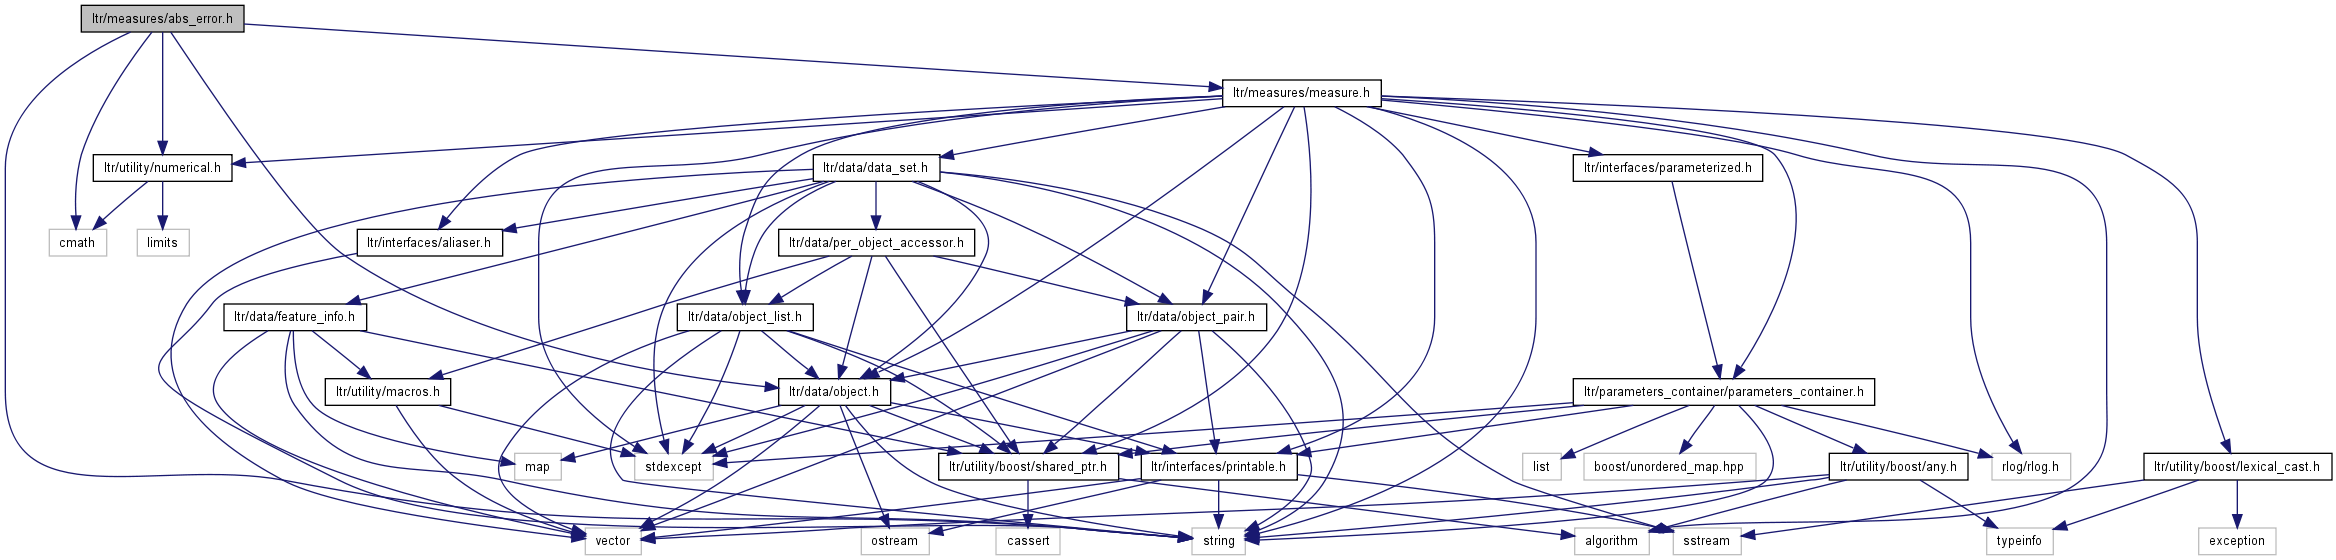 ltr/measures/abs_error.h
ltr/measures/measure.h
ltr/utility/numerical.h
ltr/data/data_set.h
ltr/interfaces/parameterized.h
cmath
limits
ltr/interfaces/aliaser.h
ltr/data/per_object_accessor.h
ltr/data/feature_info.h
ltr/data/object_list.h
ltr/data/object_pair.h
ltr/utility/macros.h
ltr/data/object.h
ltr/parameters_container/parameters_container.h
map
stdexcept
ltr/utility/boost/shared_ptr.h
ltr/interfaces/printable.h
list
boost/unordered_map.hpp
ltr/utility/boost/any.h
rlog/rlog.h
ltr/utility/boost/lexical_cast.h
vector
ostream
cassert
string
algorithm
sstream
typeinfo
exception